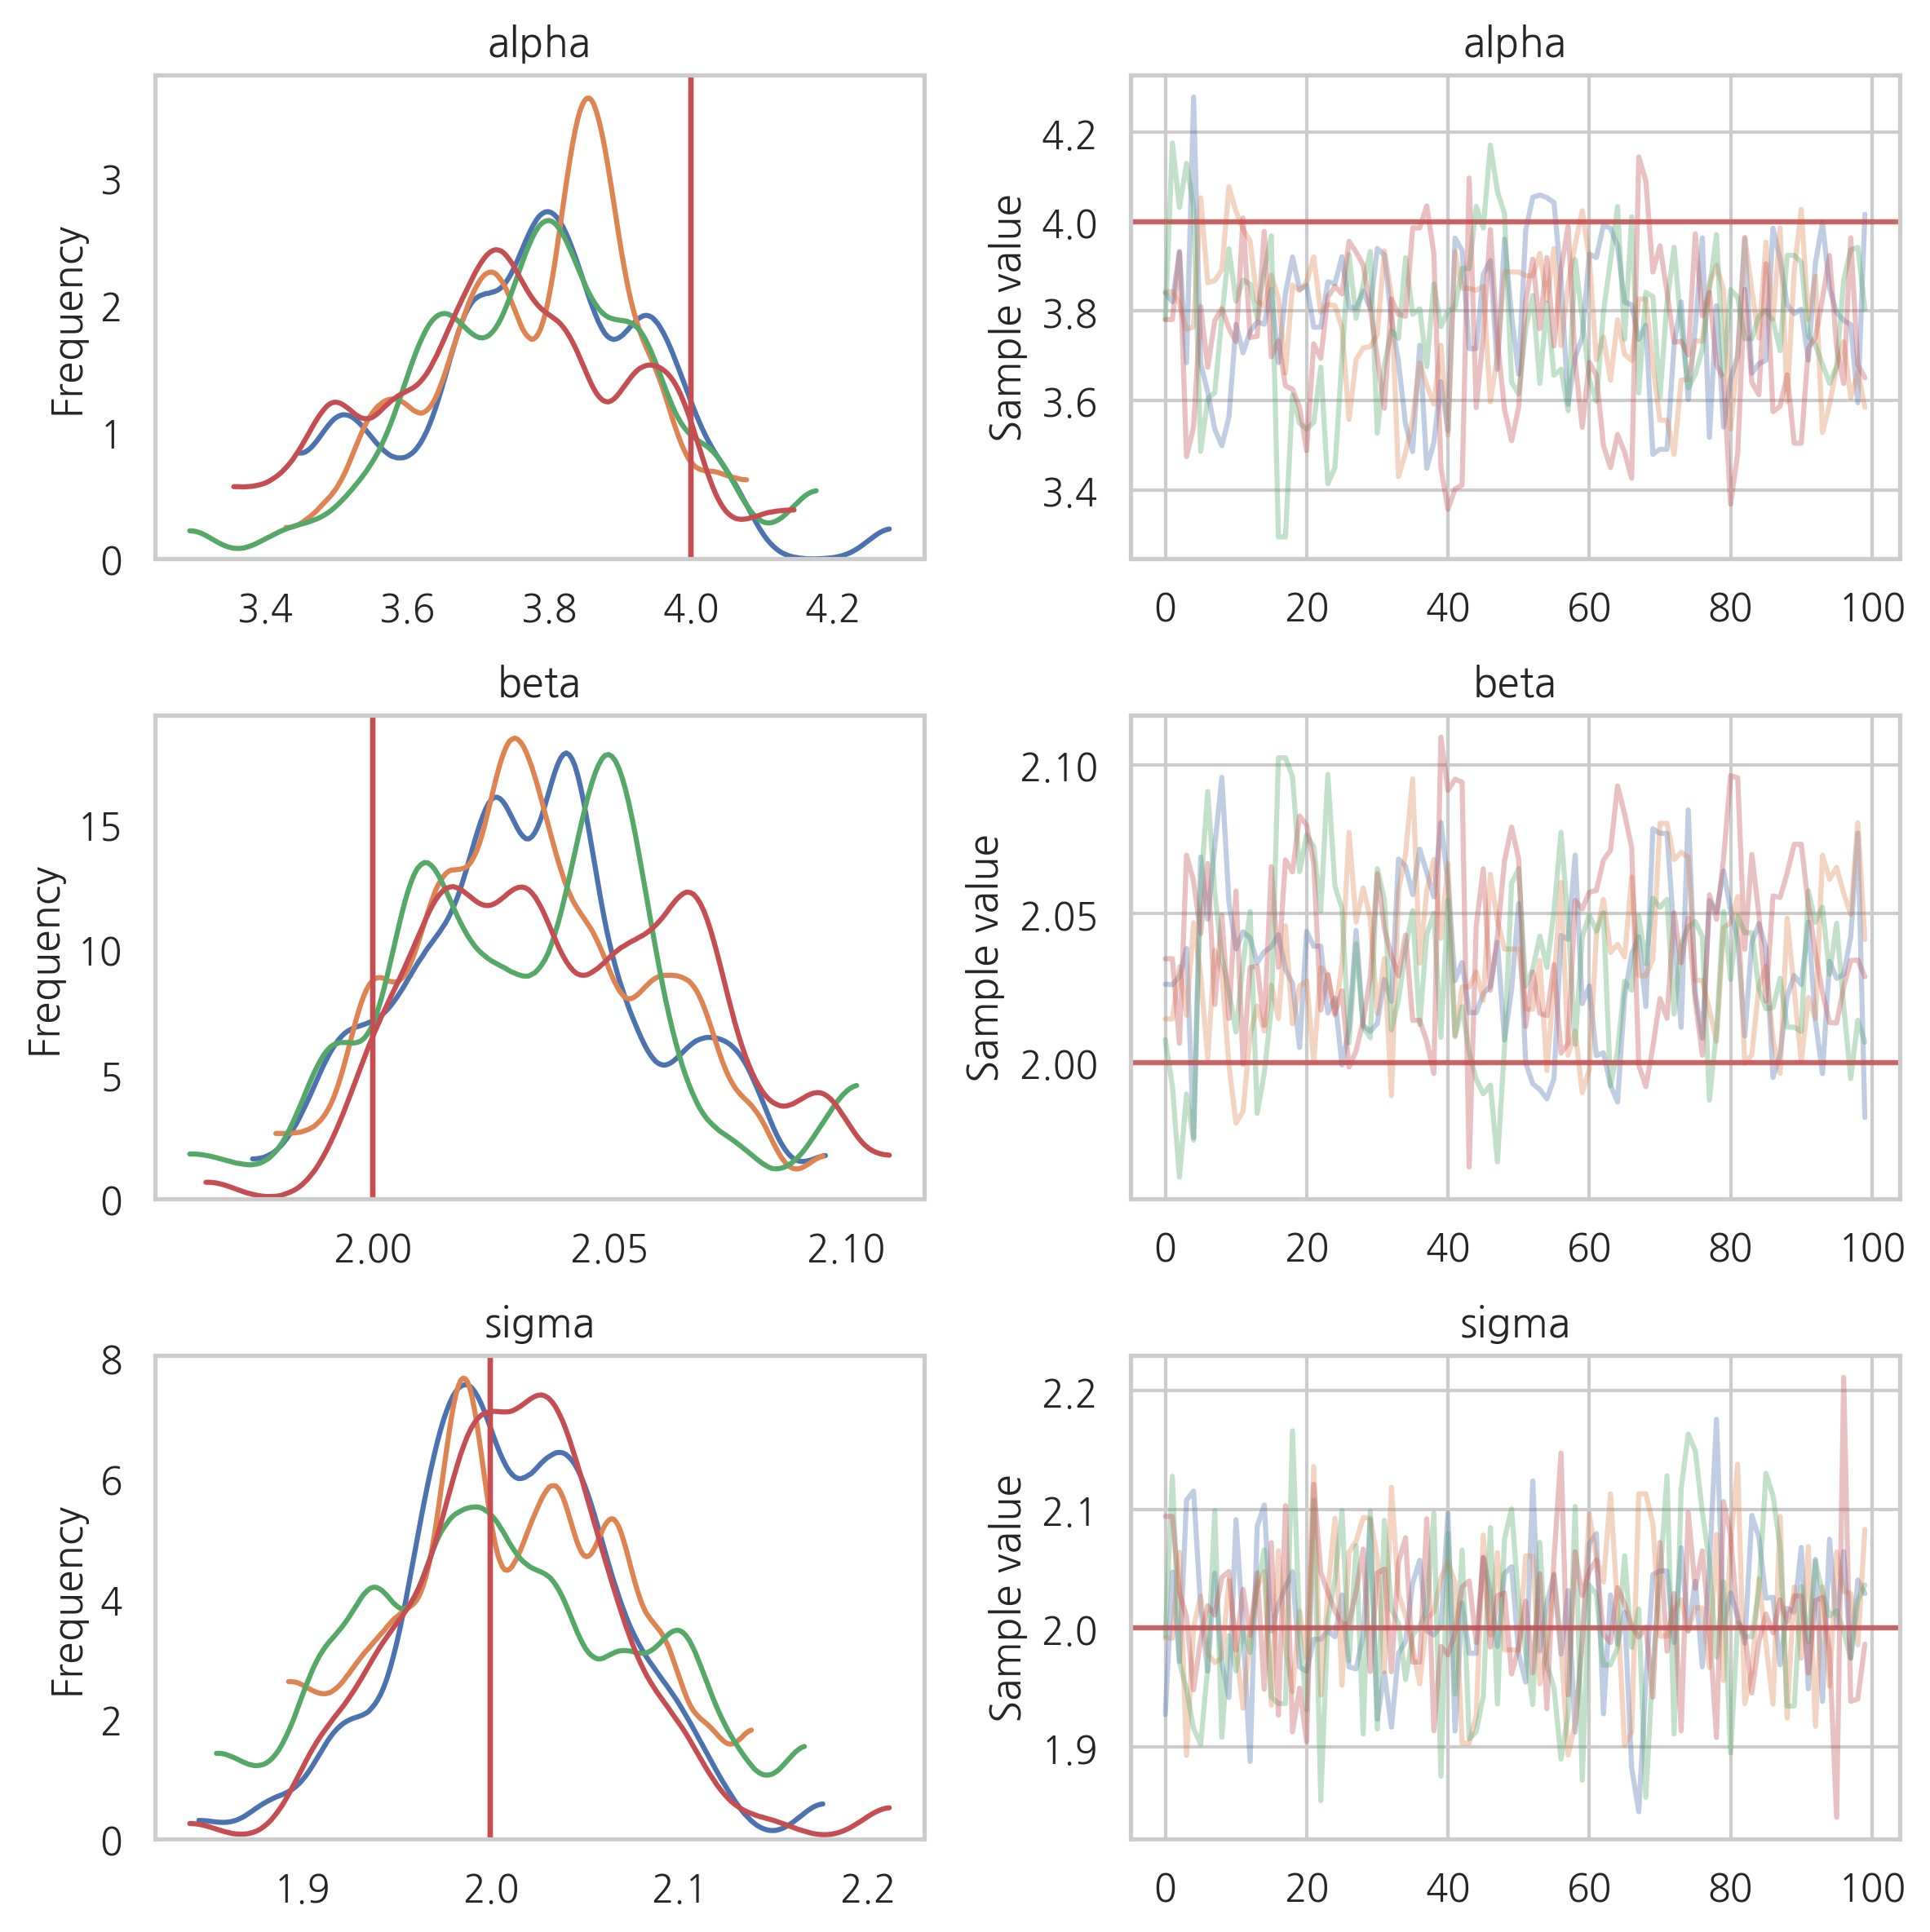 alpha
Frequency
3
2
1
0
3.4 3.6 3.8 4.0 4.2
alpha
Sample value
4.2
4.0
3.8
3.6
3.4
0 20 40 60 80 100
beta
Frequency
15
10
5
0
2.00 2.05 2.10
beta
Sample value
2.10
2.05
2.00
0 20 40 60 80 100
sigma
Frequency
8
6
4
2
0
1.9 2.0 2.1 2.2
sigma
Sample value
2.2
2.1
2.0
1.9
0 20 40 60 80 100